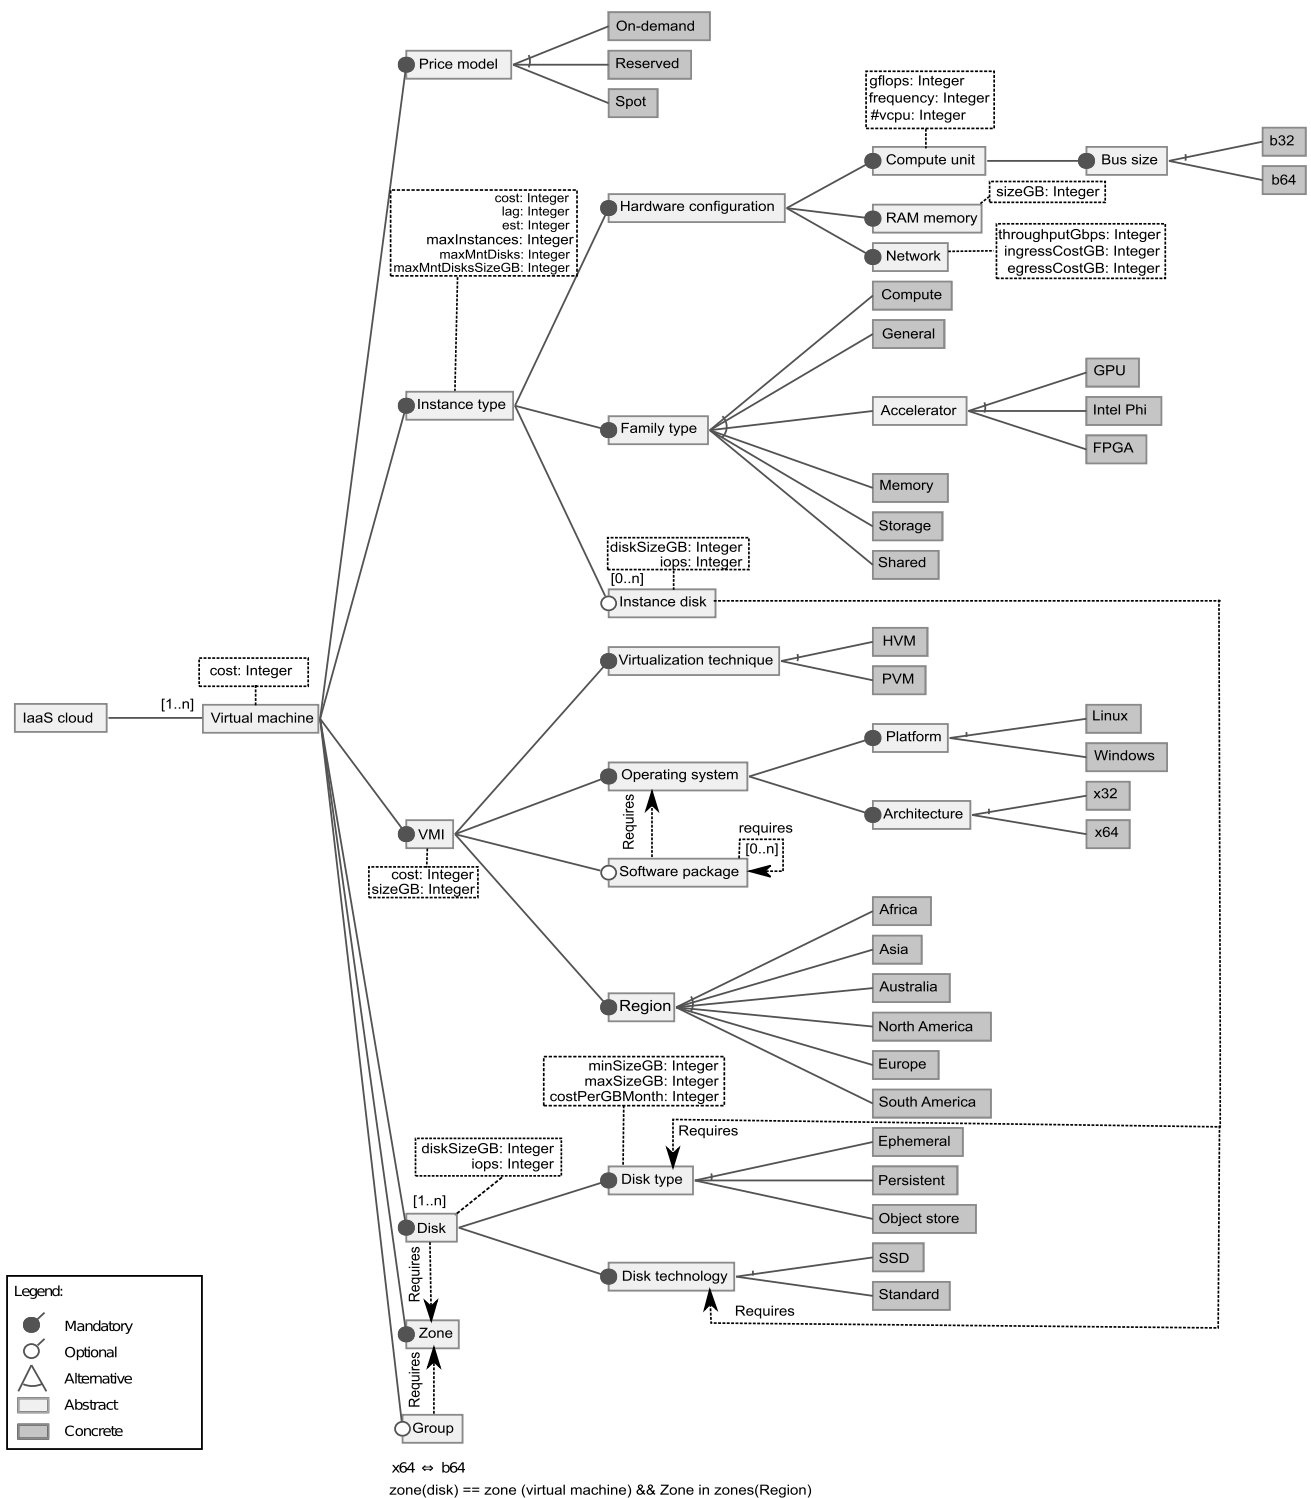 On-demand
Price model
Reserved
Spot
gflops: Integer
frequency: Integer
#vcpu: Integer
Compute unit
Bus size
b32
b64
cost: Integer
lag: Integer
est: Integer
maxInstances: Integer
maxMntDisks: Integer
maxMntDisksSizeGB: Integer
Hardware configuration
sizeGB: Integer
RAM memory
throughputGbps: Integer
ingressCostGB: Integer
egressCostGB: Integer
Network
Compute
General
GPU
Instance type
Family type
Accelerator
Intel Phi
FPGA
Memory
Storage
Shared
diskSizeGB: Integer
iops: Integer
[0..n]
Instance disk
HVM
Virtualization technique
PVM
cost: Integer
[1..n]
IaaS cloud
Virtual machine
Linux
Platform
Windows
Operating system
x32
Architecture
x64
Requires
requires
[0..n]
VMI
Software package
cost: Integer
sizeGB: Integer
Africa
Asia
Australia
Region
North America
Europe
South America
minSizeGB: Integer
maxSizeGB: Integer
costPerGBMonth: Integer
Requires
diskSizeGB: Integer
iops: Integer
Ephemeral
Disk type
Persistent
Object store
[1..n]
Disk
SSD
Disk technology
Standard
Requires
Requires
Zone
Requires
Group
Legend:
Mandatory
Optional
Alternative
Abstract
Concrete
x64 ⇔ b64
zone(disk) == zone (virtual machine) && Zone in zones(Region)